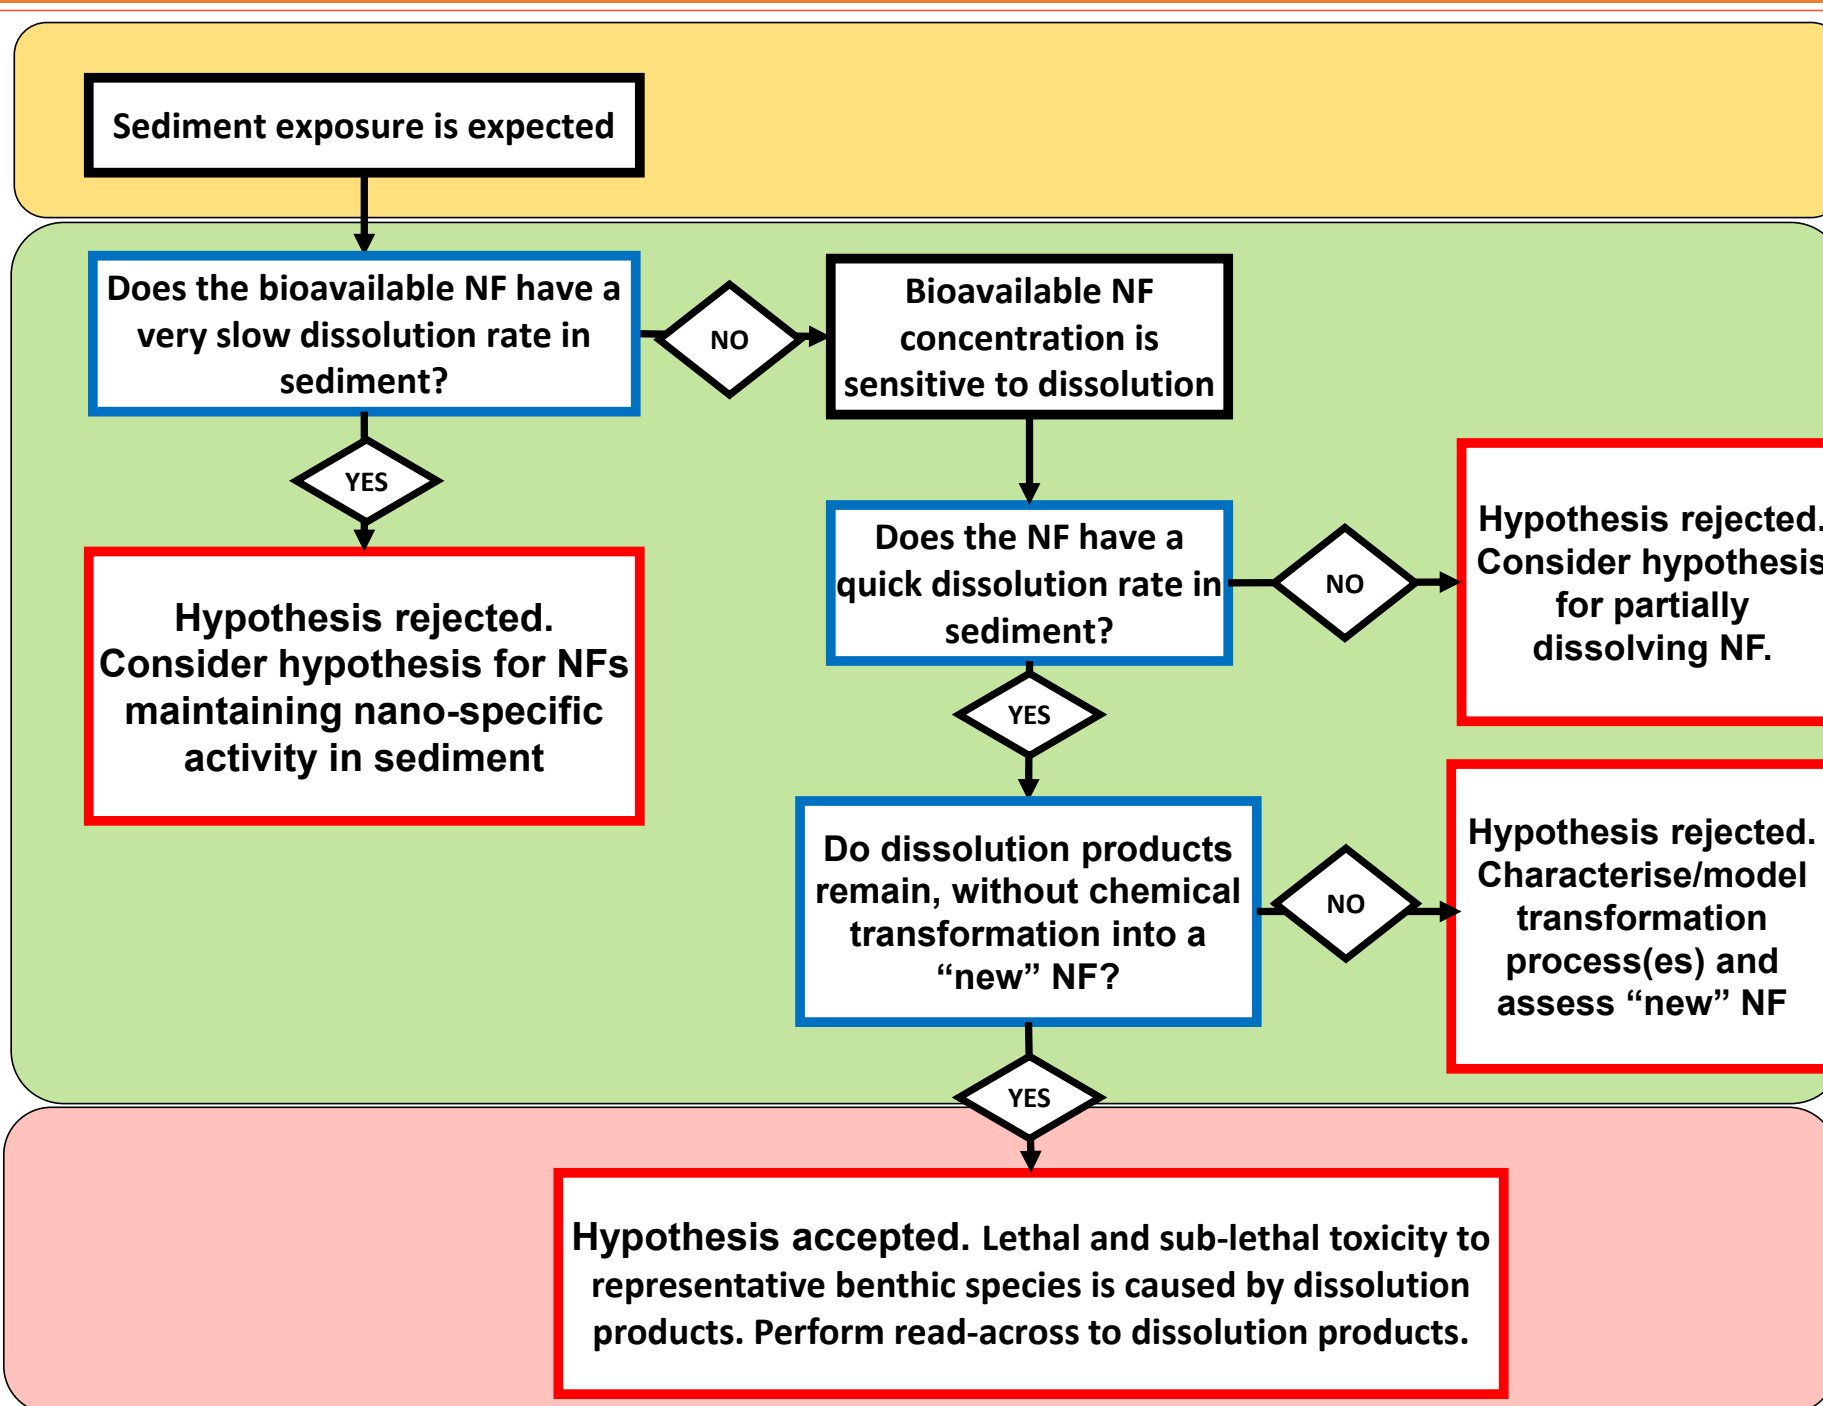 Sediment exposure is expected
Does the bioavailable NF have a
very slow dissolution rate in
sediment?
NO
Bioavailable NF
concentration is
sensitive to dissolution
YES
Hypothesis rejected.
Consider hypothesis for NFs
maintaining nano-specific
activity in sediment
Does the NF have a
quick dissolution rate in
sediment?
NO
Hypothesis rejected.
Consider hypothesis
for partially
dissolving NF.
YES
Do dissolution products
remain, without chemical
transformation into a
“new” NF?
NO
Hypothesis rejected.
Characterise/model
transformation
process(es) and
assess “new” NF
YES
Hypothesis accepted. Lethal and sub-lethal toxicity to
representative benthic species is caused by dissolution
products. Perform read-across to dissolution products.